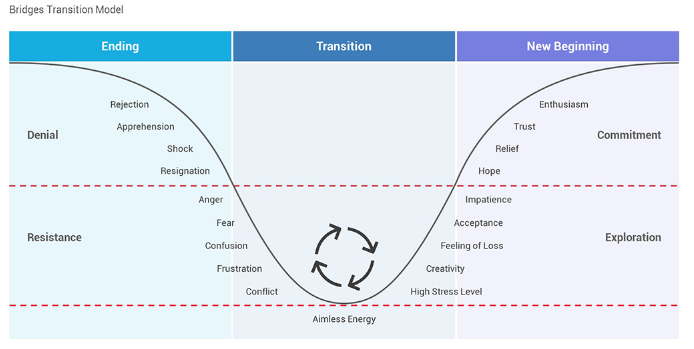 Bridges Transition Model
Ending
Transition
New Beginning
Rejection
Apprehension
Denial
Shock
Resignation
Anger
Fear
Resistance
Confusion
Frustration
Conflict
Aimless Energy
Enthusiasm
Trust
Commitment
Relief
Hope
Impatience
Acceptance
Exploration
Feeling of Loss
Creativity
High Stress Level